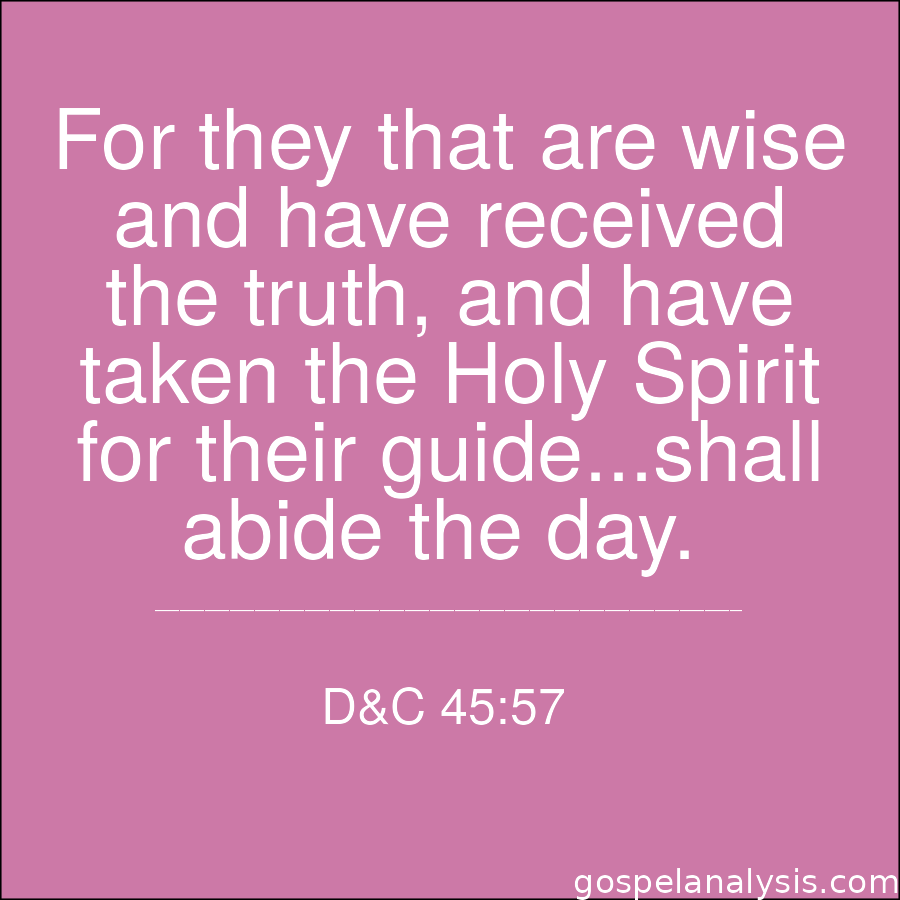 For they that are wise
and have received
the truth, and have
taken the Holy Spirit
for their guide...shall
abide the day.
D&C 45:57
gospelanalysis.com